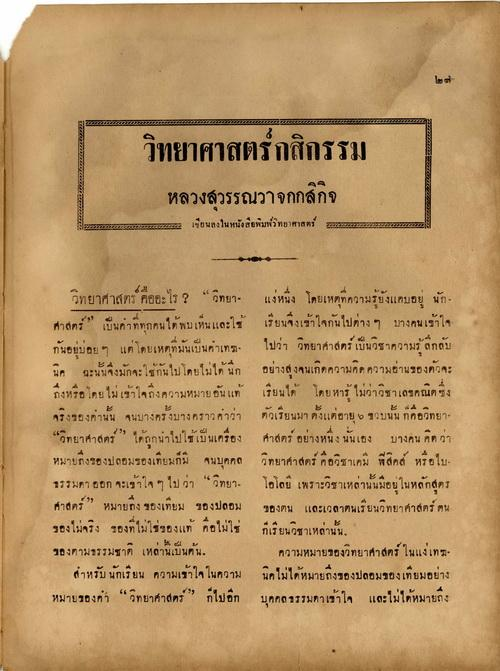 ๒๗
วิทยาศาสตร์กสิกรรม
หลวงสุวรรณวาจกกสิกิจ
เขียนลงในหนังสือพิมพ์วิทยาศาสตร์
วิทยาศาสตร์ คืออะไร ? “วิทยา-
ศาสตร์” เป็นคำที่ทุกคนได้พบเห็นและใช้
กันอยู่บ่อย ๆ แต่โดยเหตุที่มันเป็นคำเทฆ-
นิค ฉะนั้นจึงมักจะใช้กันไปโดยไม่ได้นึก
ถึงหรือโดยไม่เข้าใจถึงความหมายอันแท้
จริงของคำนั้น จนบางครั้งบางคราวคำว่า
“วิทยาศาสตร์” ได้ถูกนำไปใช้เป็นเครื่อง
หมายถึงของปลอมของเทียมก็มี จนบุคคล
ธรรมดาออกจะเข้าใจ ๆ ไปว่า “วิทยา-
ศาสตร์” หมายถึง ของเทียม ของปลอม
ของไม่จริง ของที่ไม่ใช่ของแท้ คือไม่ใช่
ของตามธรรมชาติ เหล่านี้เป็นต้น.
สำหรับนักเรียน ความเข้าใจในความ
หมายของคำ “วิทยาศาสตร์” ก็ไปอีก
แง่หนึ่ง โดยเหตุที่ความรู้ยังแคบอยู่ นัก-
เรียนจึงเข้าใจกันไปต่าง ๆ บางคนเข้าใจ
ไปว่า วิทยาศาสตร์เป็นวิชาความรู้ลึกลับ
อย่างสูงจนเกิดความคิดความอ่านของตัวจะ
เรียนได้ โดยหารู้ไม่ว่าวิชาเลขคณิตซึ่ง
ตัวเรียนมาตั้งแต่อายุ ๖ ขวบนั้น ก็คือวิทยา-
ศาสตร์อย่างหนึ่งนั่นเอง บางคนคิดว่า
วิทยาศาสตร์คือวิชาเคมี ฟิสิคส์ หรือใบ-
โอโลยี เพราะวิชาเหล่านั้นมีอยู่ในหลักสูตร
ของตน และเวลาตนเรียนวิทยาศาสตร์ตน
ก็เรียนวิชาเหล่านั้น.
ความหมายของวิทยาศาสตร์ในแง่เทฆ-
นิคไม่ได้หมายถึงของปลอมของเทียมอย่าง
บุคคลธรรมดาเข้าใจ และไม่ได้หมายถึง